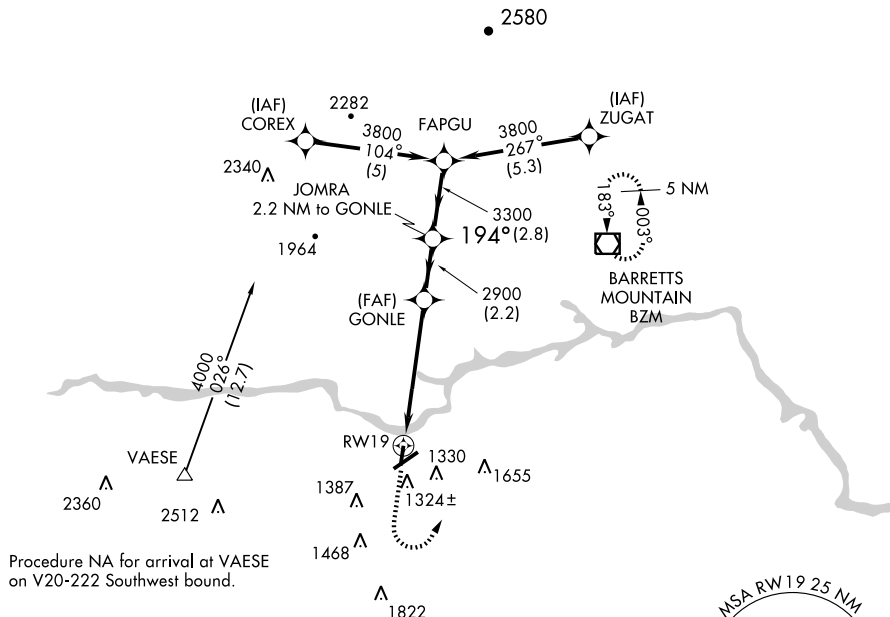 2580
(IAF)
COREX
2282
FAPGU
(IAF)
ZUGAT
3800
104°
(5)
3800
267°
(5.3)
2340
JOMRA
2.2 NM to GONLE
3300
194° (2.8)
1964
5 NM
183°
003°
BARRETTS
MOUNTAIN
BZM
2900
(2.2)
(FAF)
GONLE
4000
026°
(12.7)
VAESE
RW19
1330
1655
2360
2512
1387
1324±
1468
Procedure NA for arrival at VAESE
on V20-222 Southwest bound.
1822
MSA RW19 25 NM